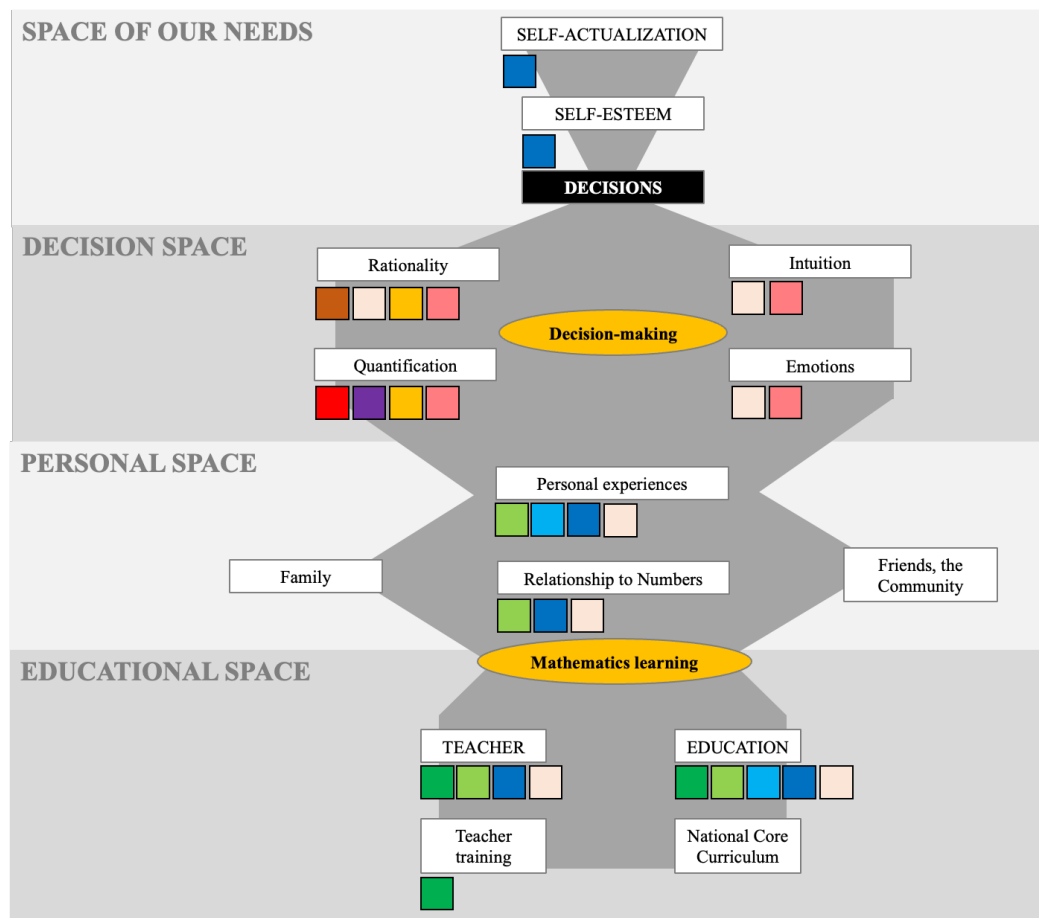 SPACE OF OUR NEEDS
SELF-ACTUALIZATION
SELF-ESTEEM
DECISIONS
DECISION SPACE
Rationality
Intuition
Decision-making
Quantification
Emotions
PERSONAL SPACE
Personal experiences
Family
Relationship to Numbers
Friends, the
Community
Mathematics learning
EDUCATIONAL SPACE
TEACHER
EDUCATION
Teacher
training
National Core
Curriculum